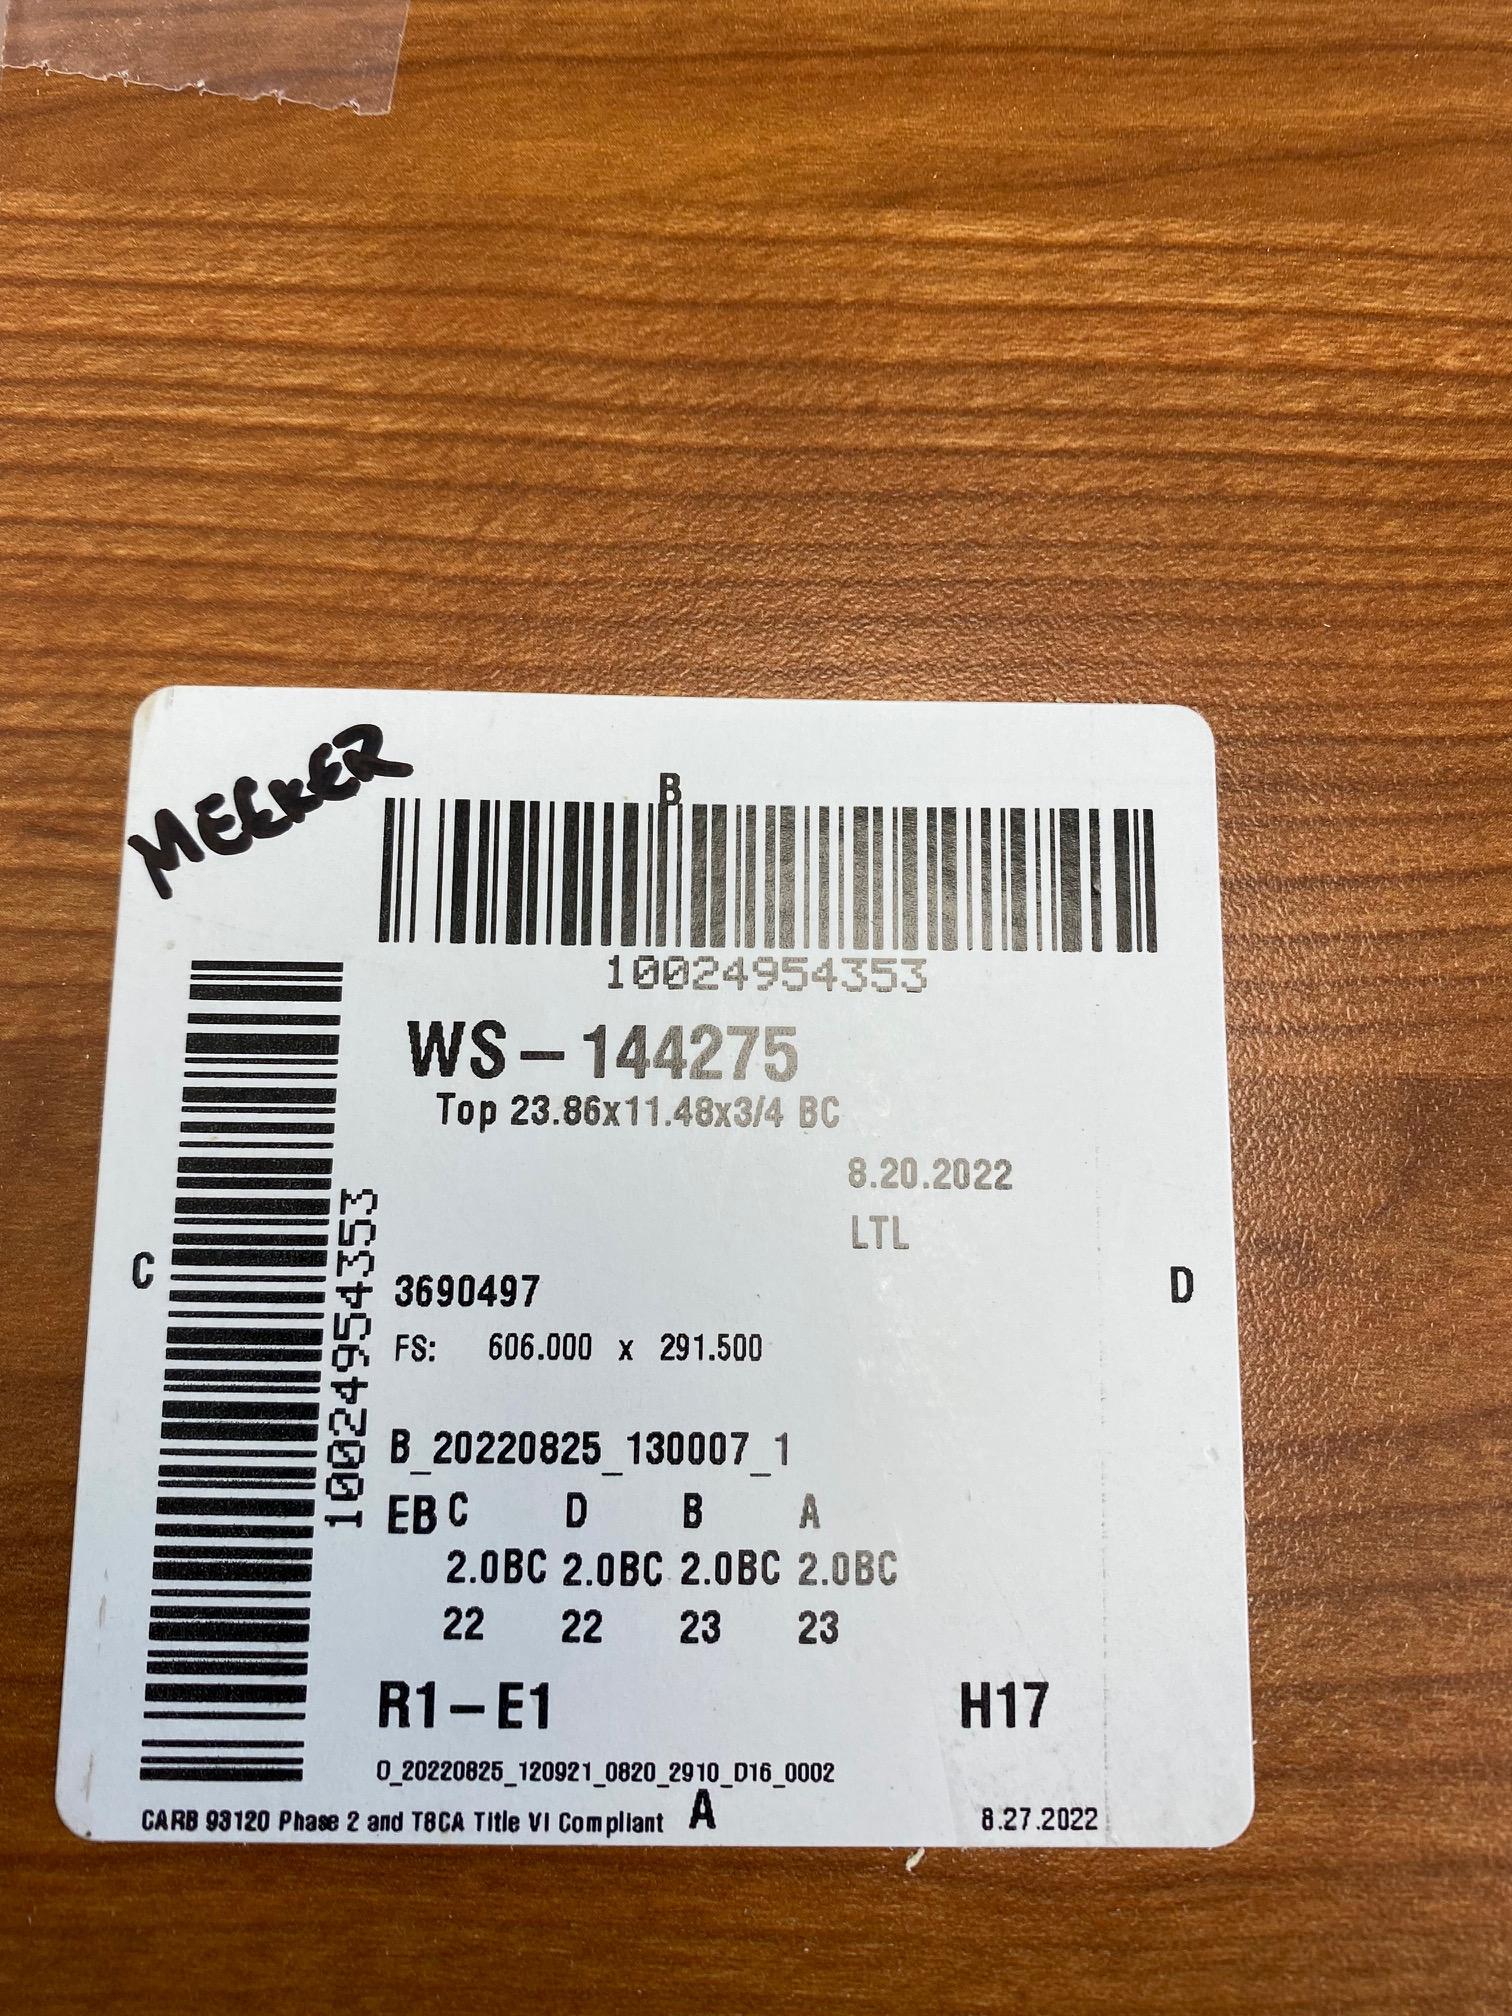 MEEKER
B
10024954353
WS-144275
Top 23.86x11.48x3/4 BC
8.20.2022
LTL
10024954353
C
D
3690497
FS: 606.000 x 291.500
B_20220825_130007_1
EB C D B A
2.0BC 2.0BC 2.0BC 2.0BC
22 22 23 23
R1-E1 H17
O_20220825_120921_0820_2910_D16_0002
A
CARB 93120 Phase 2 and TSCA Title VI Compliant 8.27.2022